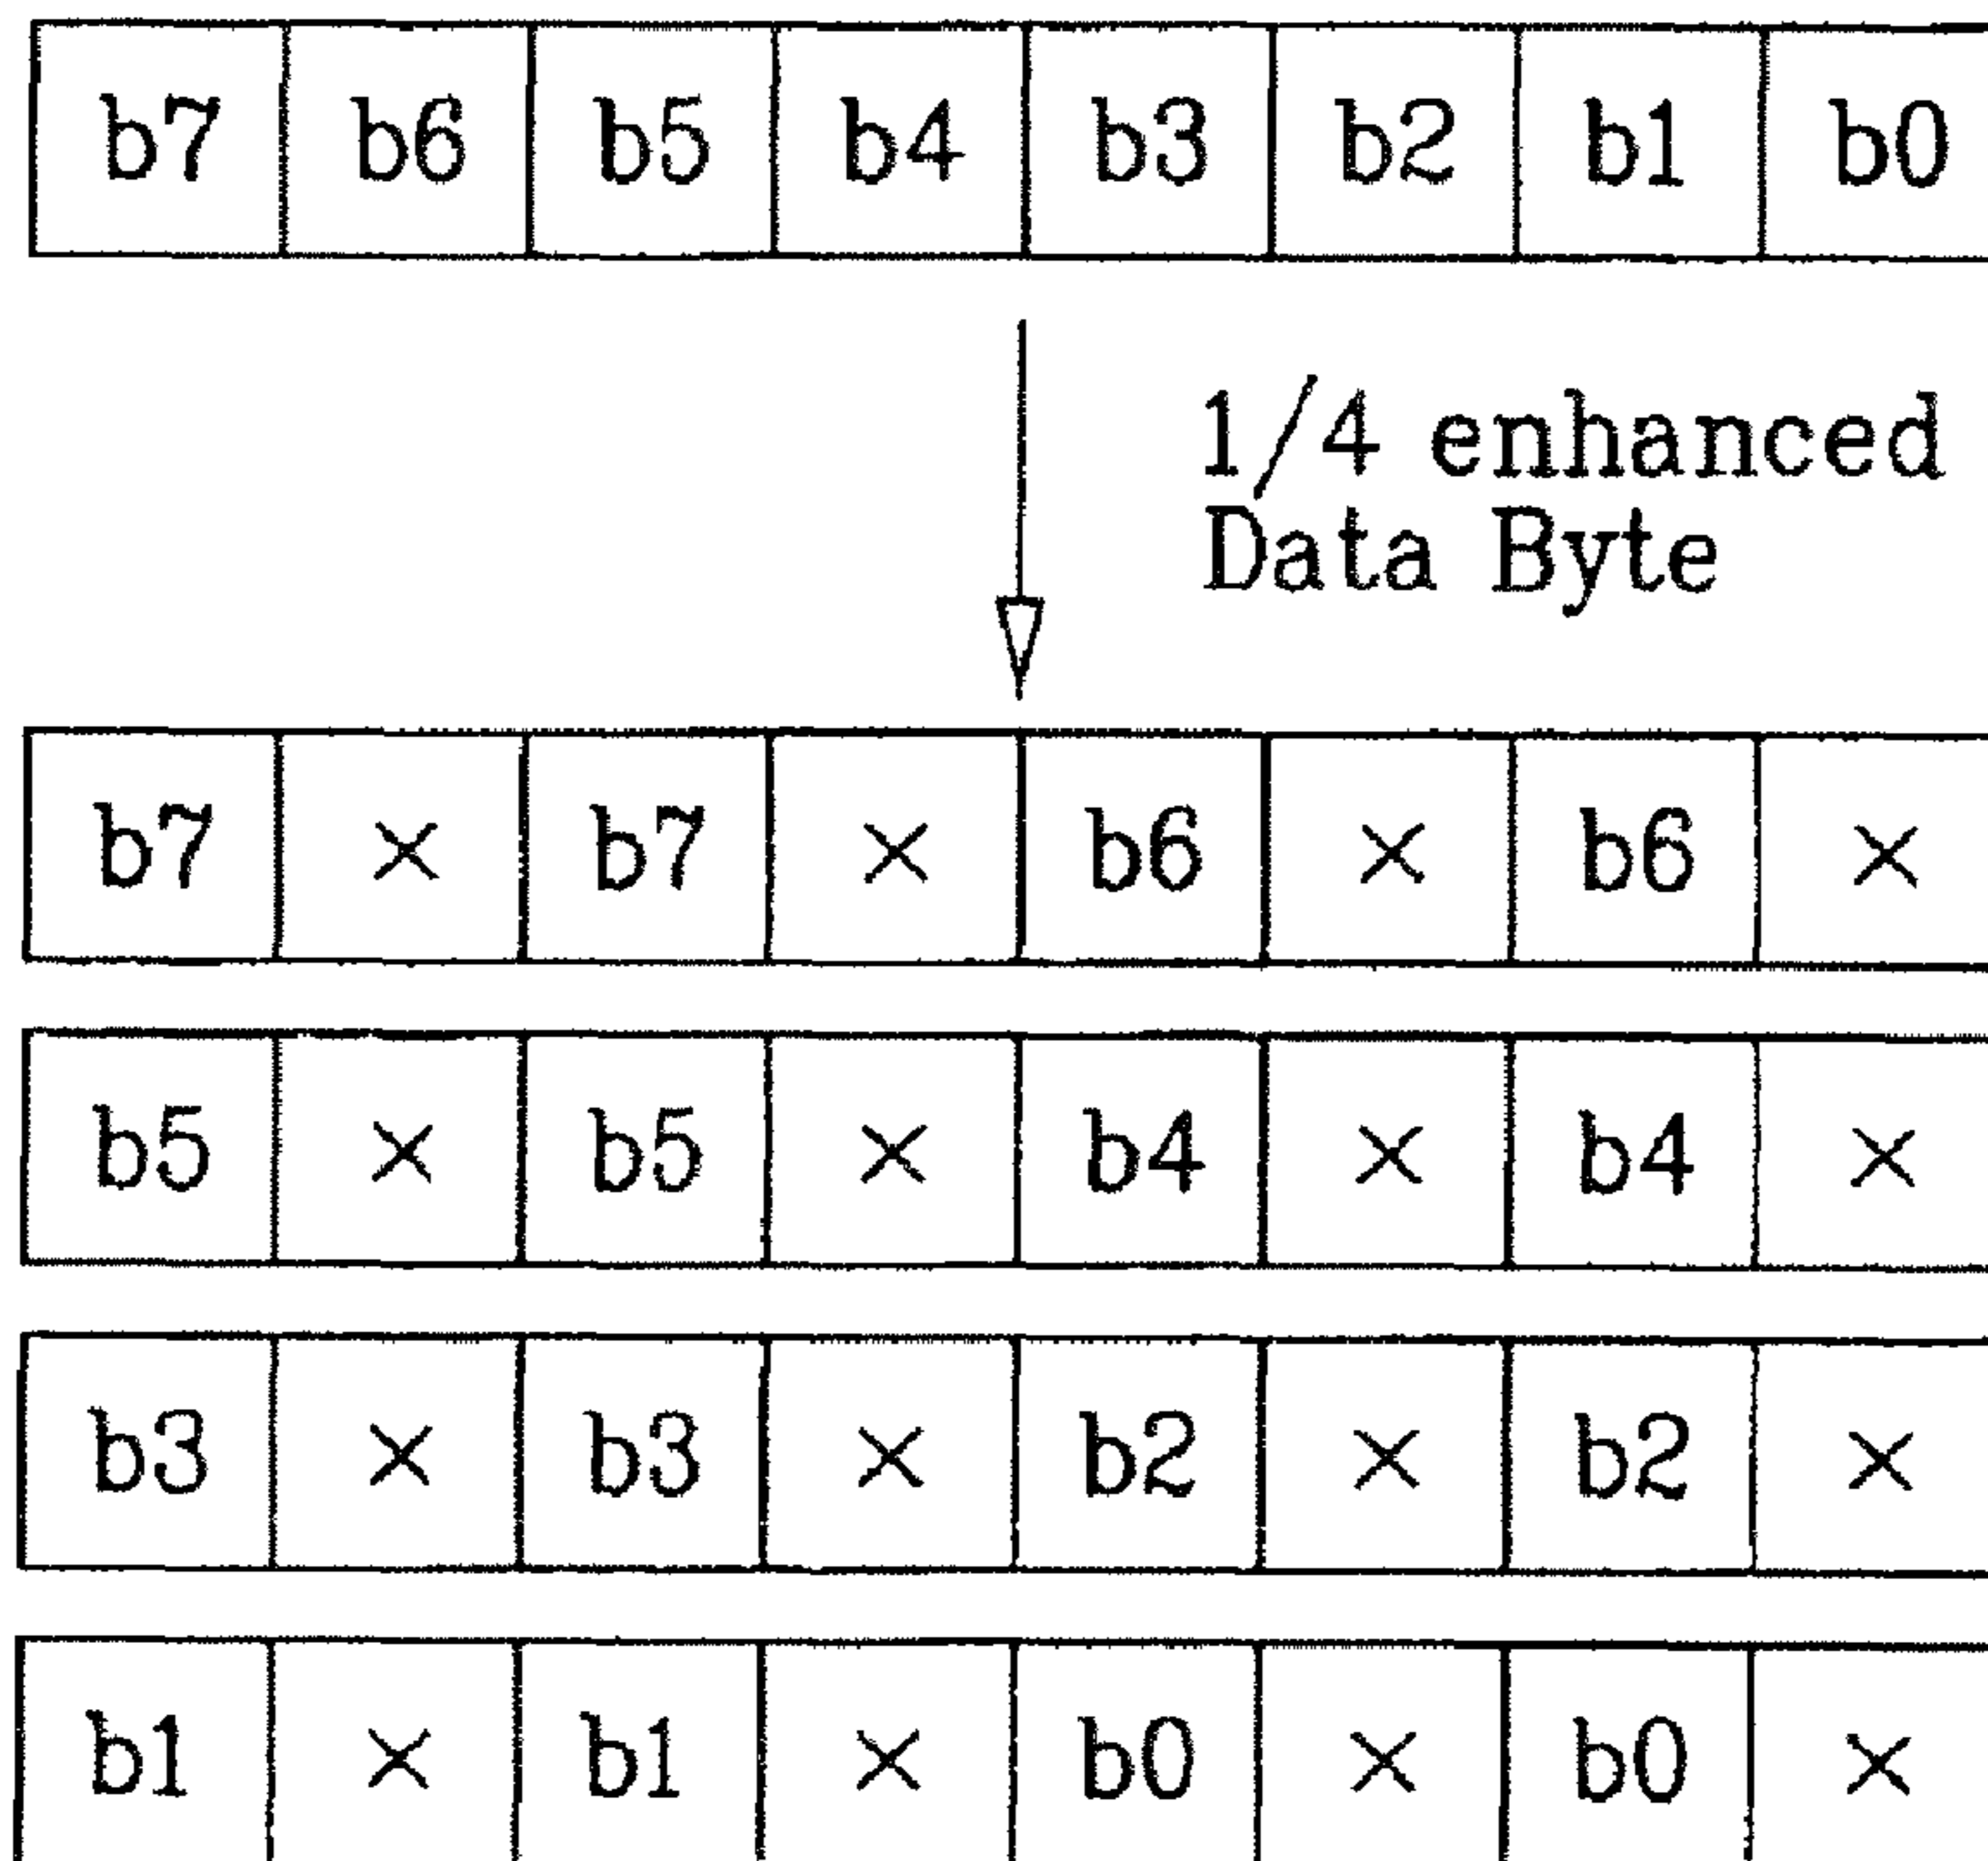 b7 b6 b5 b4 b3 b2 b1 b0
1/4 enhanced
Data Byte
b7 × b7 × b6 × b6 ×
b5 × b5 × b4 × b4 ×
b3 × b3 × b2 × b2 ×
b1 × b1 × b0 × b0 ×